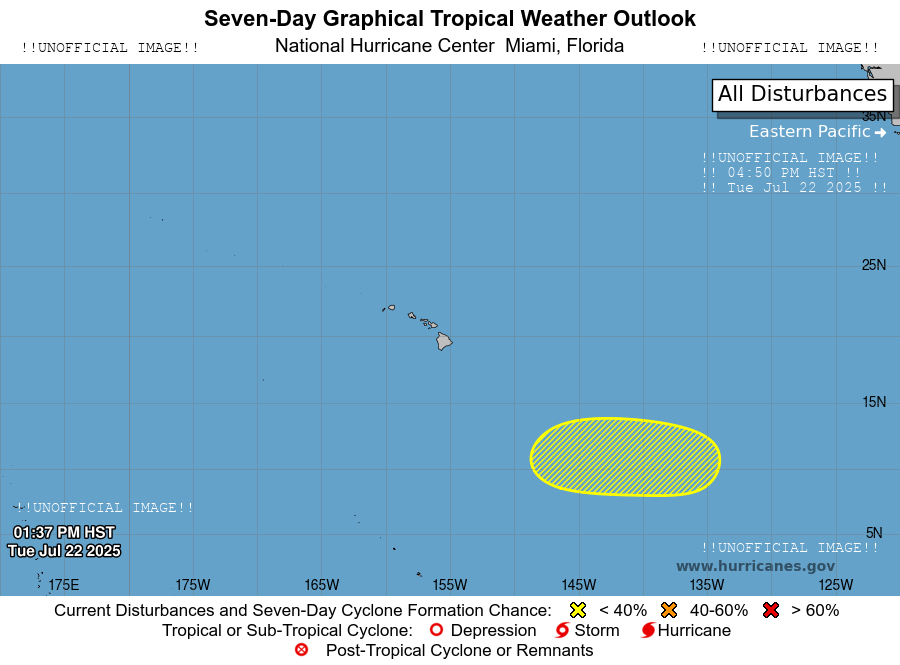 Seven-Day Graphical Tropical Weather Outlook
National Hurricane Center  Miami, Florida
!!UNOFFICIAL IMAGE!!
!!UNOFFICIAL IMAGE!!
All Disturbances
35N
Eastern Pacific
!!UNOFFICIAL IMAGE!!
!! 04:50 PM HST !!
!! Tue Jul 22 2025 !!
25N
15N
!!UNOFFICIAL IMAGE!!
01:37 PM HST
Tue Jul 22 2025
5N
!!UNOFFICIAL IMAGE!!
www.hurricanes.gov
175E 175W 165W 155W 145W 135W 125W
Current Disturbances and Seven-Day Cyclone Formation Chance: < 40% 40-60% > 60%
Tropical or Sub-Tropical Cyclone: Depression Storm Hurricane
Post-Tropical Cyclone or Remnants